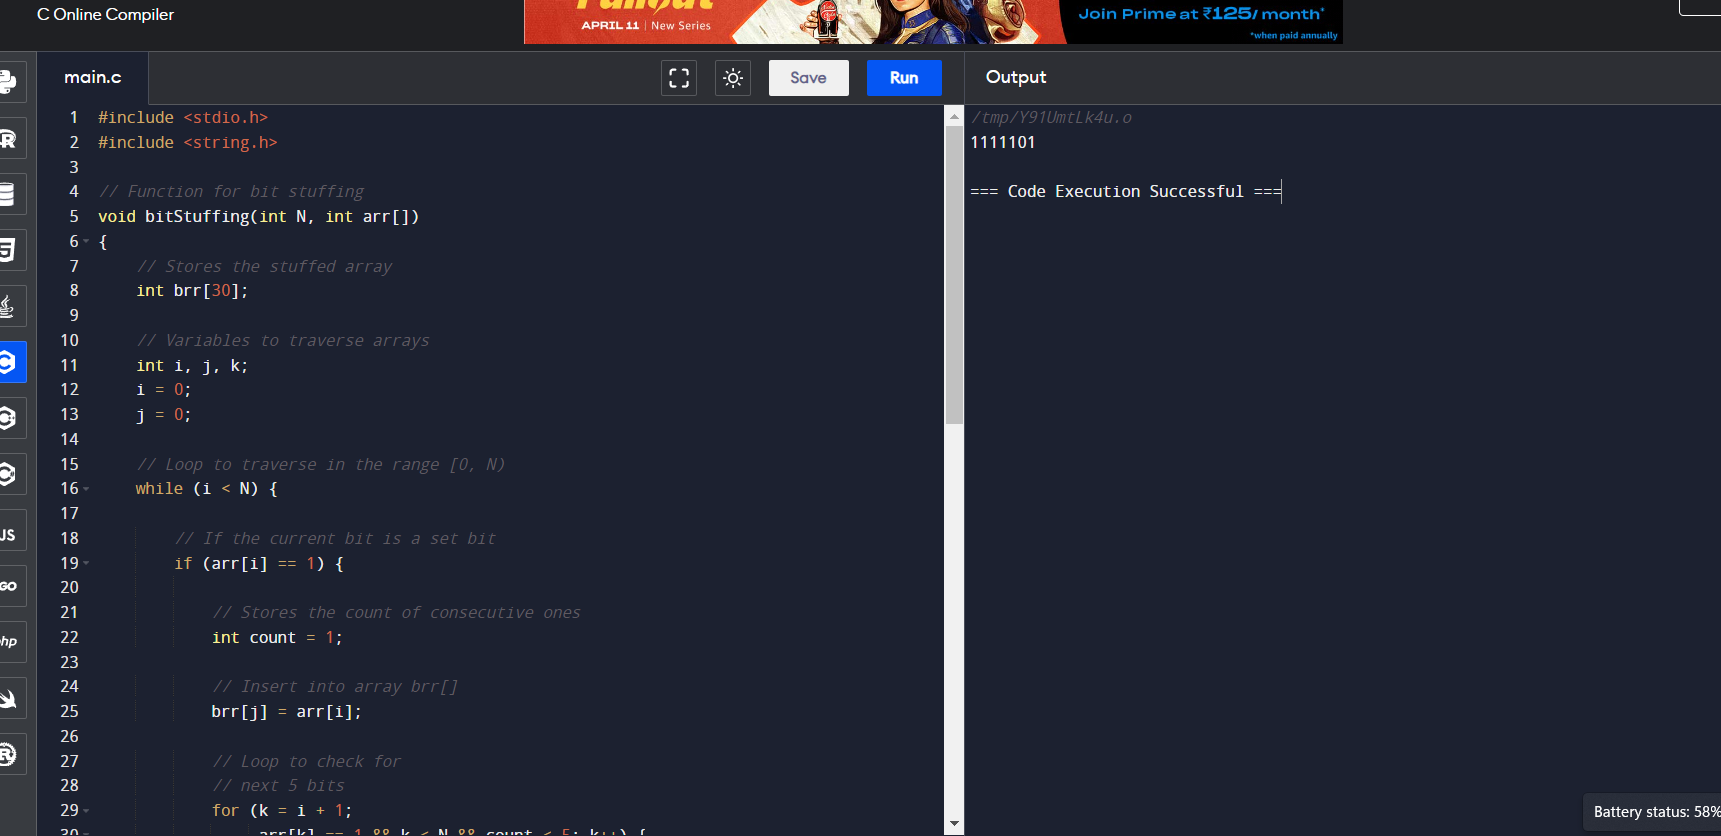 C Online Compiler
Fallout
APRIL 11 | New Series
Join Prime at ₹125/ month*
*when paid annually
main.c
Save
Run
Output
1 #include <stdio.h>
2 #include <string.h>
3
4 // Function for bit stuffing
5 void bitStuffing(int N, int arr[])
6 {
7 // Stores the stuffed array
8 int brr[30];
9
10 // Variables to traverse arrays
11 int i, j, k;
12 i = 0;
13 j = 0;
14
15 // Loop to traverse in the range [0, N)
16 while (i < N) {
17
18 // If the current bit is a set bit
19 if (arr[i] == 1) {
20
21 // Stores the count of consecutive ones
22 int count = 1;
23
24 // Insert into array brr[]
25 brr[j] = arr[i];
26
27 // Loop to check for
28 // next 5 bits
29 for (k = i + 1;
30 arr[k] == 1 && k < N && count < 5; k++) {
/tmp/Y91UmtLk4u.o
1111101
=== Code Execution Successful ===
JS
GO
php
Battery status: 58%